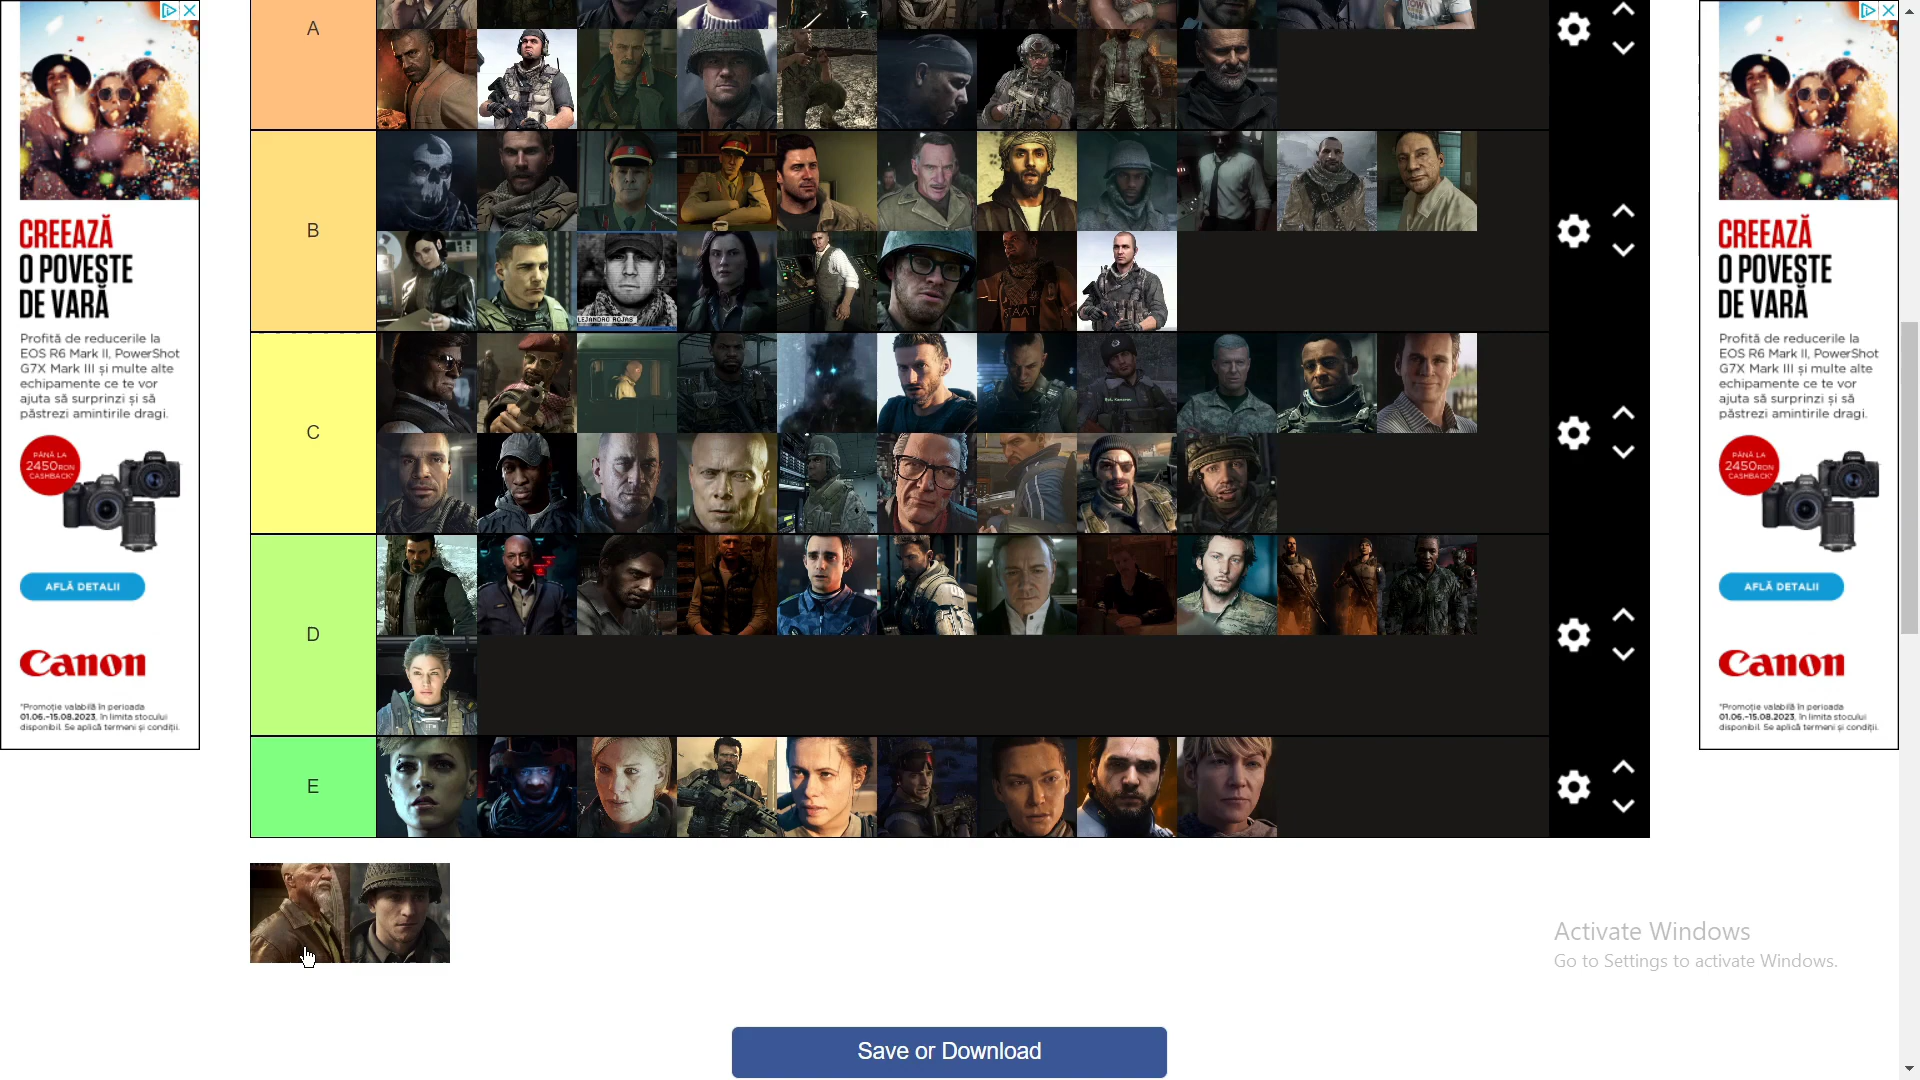 A
B
C
D
E
CREEAZĂ
O POVESTE
DE VARĂ
Profită de reducerile la
EOS R6 Mark II, PowerShot
G7X Mark III și multe alte
echipamente ce te vor
ajuta să surprinzi și să
păstrezi amintirile dragi.
PÂNĂ LA
2450RON
CASHBACK*
AFLĂ DETALII
Canon
*Promoție valabilă în perioada
01.06.-15.08.2023, în limita stocului
disponibil. Se aplică termeni și condiții.
LEJANDRO ROJAS
CREEAZĂ
O POVESTE
DE VARĂ
Profită de reducerile la
EOS R6 Mark II, PowerShot
G7X Mark III și multe alte
echipamente ce te vor
ajuta să surprinzi și să
păstrezi amintirile dragi.
PÂNĂ LA
2450RON
CASHBACK*
AFLĂ DETALII
Canon
*Promoție valabilă în perioada
01.06.-15.08.2023, în limita stocului
disponibil. Se aplică termeni și condiții.
Activate Windows
Go to Settings to activate Windows.
Save or Download